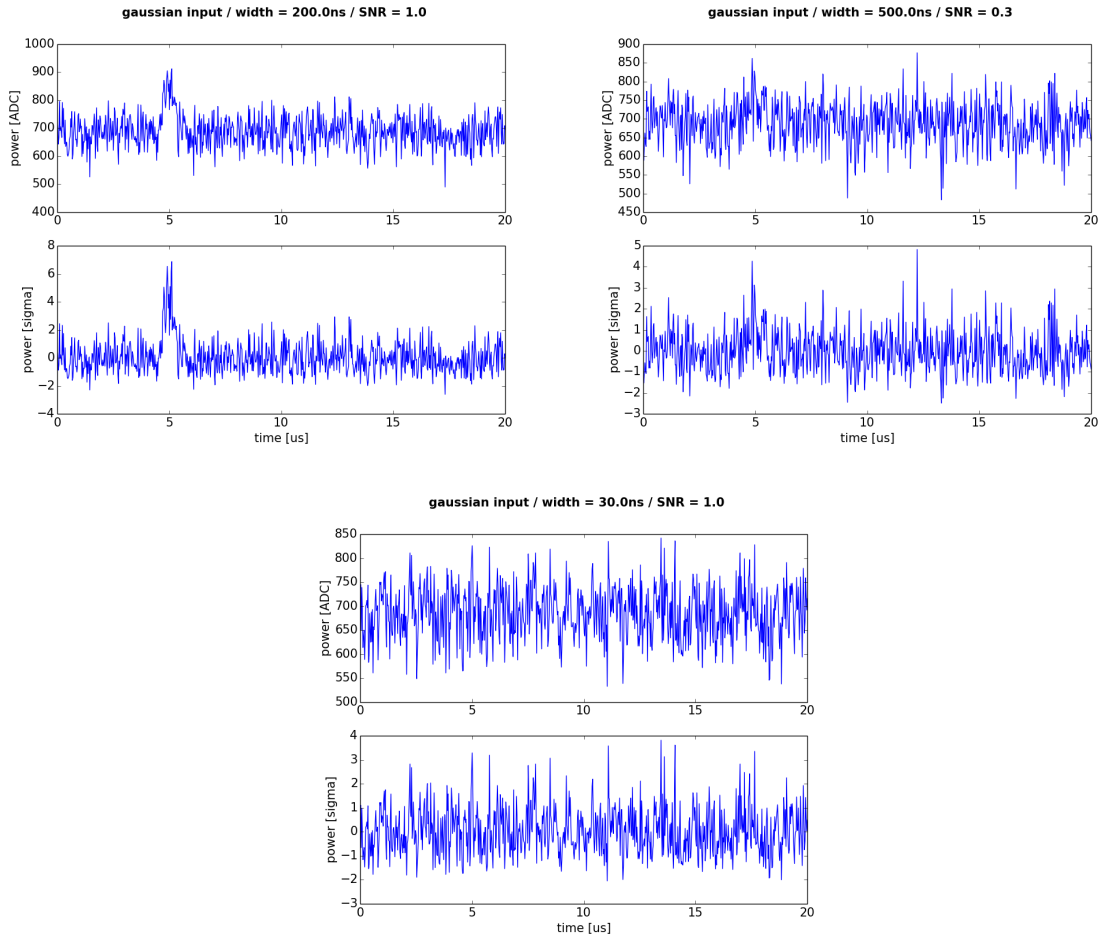 gaussian input / width = 200.0ns / SNR = 1.0
power [ADC]
1000
900
800
700
600
500
400
0 5 10 15 20
power [sigma]
8
6
4
2
0
−2
−4
0 5 10 15 20
time [us]
gaussian input / width = 500.0ns / SNR = 0.3
power [ADC]
900
850
800
750
700
650
600
550
500
450
0 5 10 15 20
power [sigma]
5
4
3
2
1
0
−1
−2
−3
0 5 10 15 20
time [us]
gaussian input / width = 30.0ns / SNR = 1.0
power [ADC]
850
800
750
700
650
600
550
500
0 5 10 15 20
power [sigma]
4
3
2
1
0
−1
−2
−3
0 5 10 15 20
time [us]